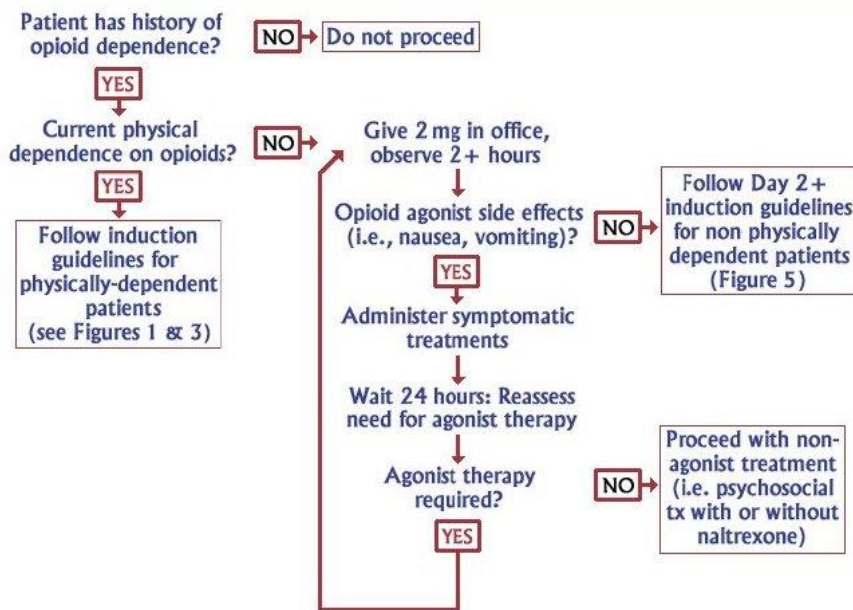 Patient has history of
opioid dependence?
NO
Do not proceed
YES
Current physical
dependence on opioids?
NO
Give 2 mg in office,
observe 2+ hours
YES
Follow induction
guidelines for
physically-dependent
patients
(see Figures 1 & 3)
Opioid agonist side effects
(i.e., nausea, vomiting)?
NO
Follow Day 2+
induction guidelines
for non physically
dependent patients
(Figure 5)
YES
Administer symptomatic
treatments
Wait 24 hours: Reassess
need for agonist therapy
Agonist therapy
required?
NO
Proceed with non-
agonist treatment
(i.e. psychosocial
tx with or without
naltrexone)
YES